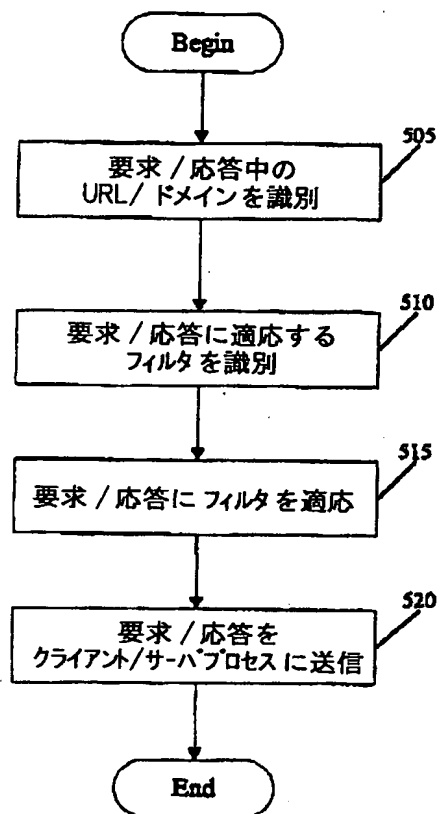 Begin
505
要求/応答中の
URL/ドメインを識別
510
要求/応答に適応する
フィルタを識別
515
要求/応答にフィルタを適応
520
要求/応答を
クライアント/サーバプロセスに送信
End